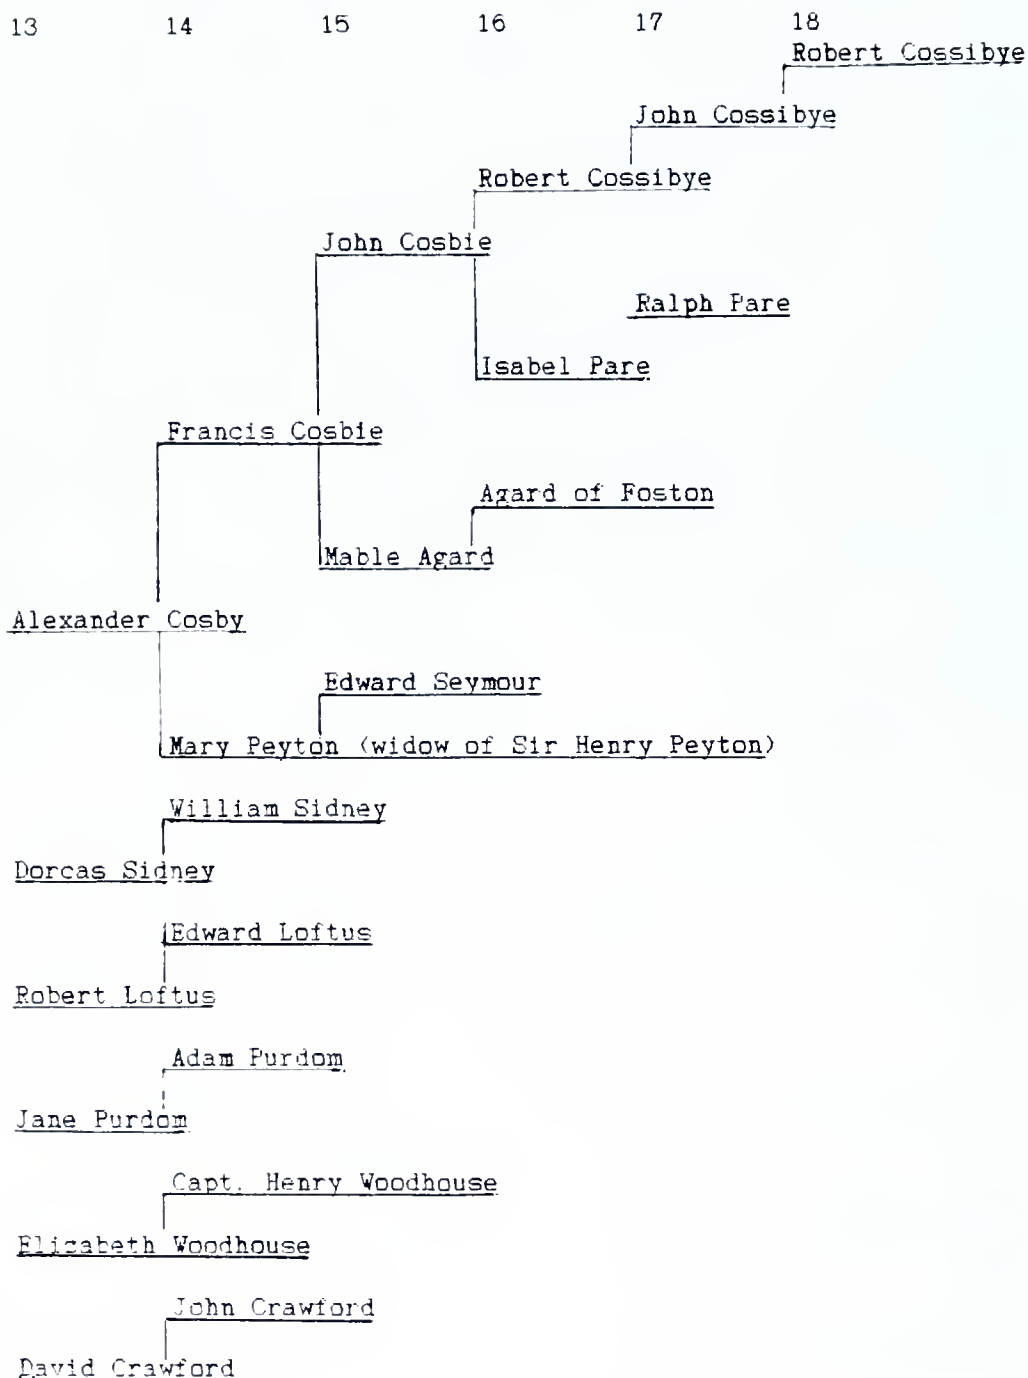 13 14 15 16 17 18
Robert Cossibye
John Cossibye
Robert Cossibye
John Cosbie
Ralph Pare
Isabel Pare
Francis Cosbie
Agard of Foston
Mable Agard
Alexander Cosby
Edward Seymour
Mary Peyton (widow of Sir Henry Peyton)
William Sidney
Dorcas Sidney
Edward Loftus
Robert Loftus
Adam Purdom
Jane Purdom
Capt. Henry Woodhouse
Elizabeth Woodhouse
John Crawford
David Crawford